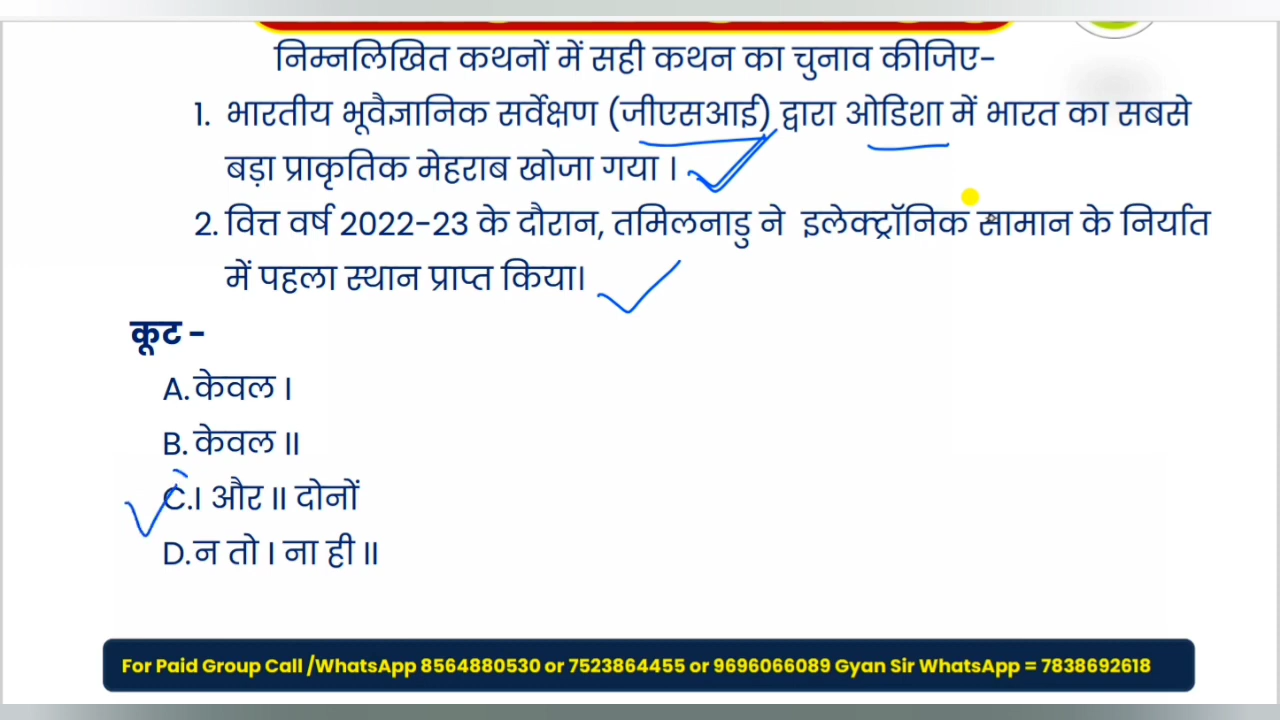 निम्नलिखित कथनों में सही कथन का चुनाव कीजिए-
1. भारतीय भूवैज्ञानिक सर्वेक्षण (जीएसआई) द्वारा ओडिशा में भारत का सबसे
बड़ा प्राकृतिक मेहराब खोजा गया ।
2. वित्त वर्ष 2022-23 के दौरान, तमिलनाडु ने इलेक्ट्रॉनिक सामान के निर्यात
में पहला स्थान प्राप्त किया।
कूट -
A. केवल I
B. केवल II
C. I और II दोनों
D. न तो I ना ही II
For Paid Group Call /WhatsApp 8564880530 or 7523864455 or 9696066089 Gyan Sir WhatsApp = 7838692618